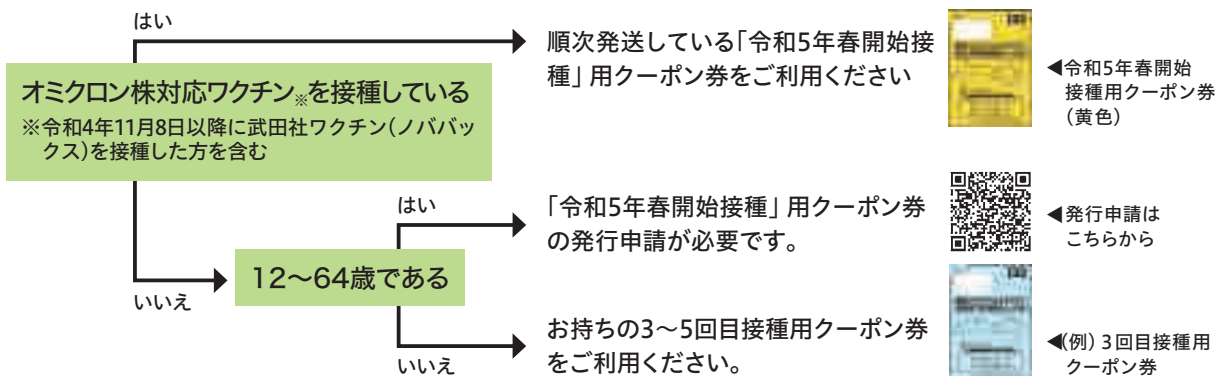 はい
順次発送している「令和5年春開始接
種」用クーポン券をご利用ください
◀令和5年春開始
接種用クーポン券
(黄色)
オミクロン株対応ワクチン※を接種している
※令和4年11月8日以降に武田社ワクチン(ノババッ
クス)を接種した方を含む
はい
「令和5年春開始接種」用クーポン券
の発行申請が必要です。
◀発行申請は
こちらから
いいえ
12〜64歳である
いいえ
お持ちの3〜5回目接種用クーポン券
をご利用ください。
◀(例)3回目接種用
クーポン券